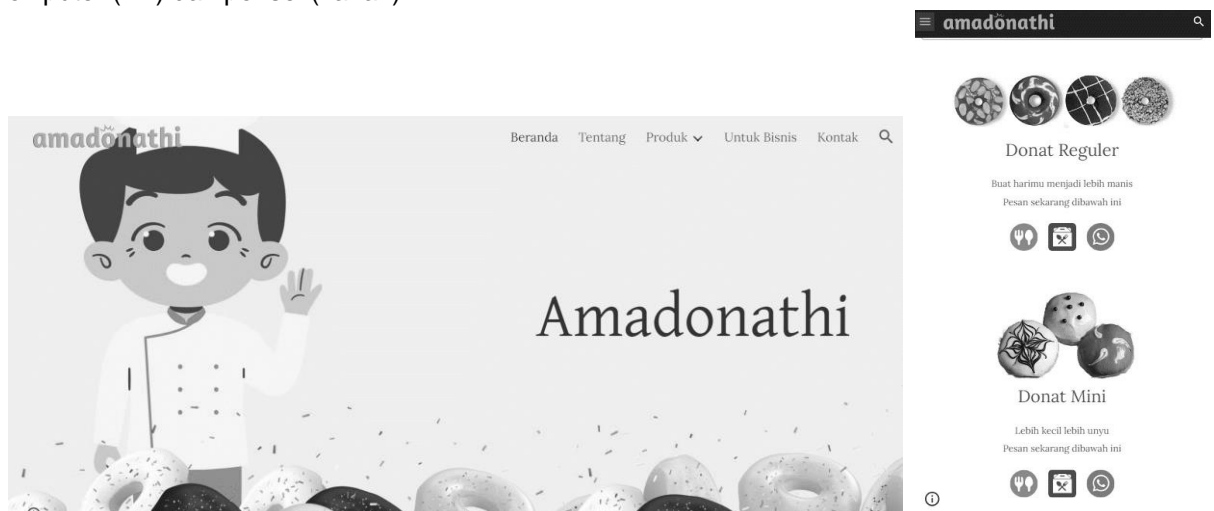 amadonathi
Beranda Tentang Produk Untuk Bisnis Kontak
Amadonathi
amadonathi
Donat Reguler
Buat harimu menjadi lebih manis
Pesan sekarang dibawah ini
Donat Mini
Lebih kecil lebih unyu
Pesan sekarang dibawah ini